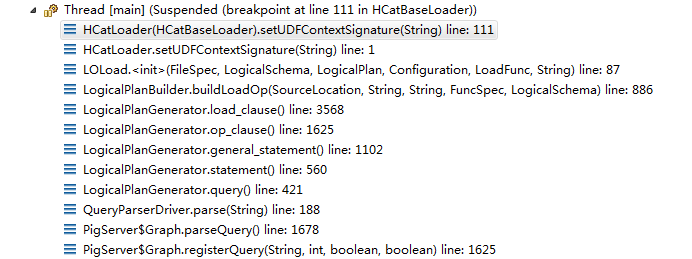 Thread [main] (Suspended (breakpoint at line 111 in HCatBaseLoader))
HCatLoader(HCatBaseLoader).setUDFContextSignature(String) line: 111
HCatLoader.setUDFContextSignature(String) line: 1
LOLoad.<init>(FileSpec, LogicalSchema, LogicalPlan, Configuration, LoadFunc, String) line: 87
LogicalPlanBuilder.buildLoadOp(SourceLocation, String, String, FuncSpec, LogicalSchema) line: 886
LogicalPlanGenerator.load_clause() line: 3568
LogicalPlanGenerator.op_clause() line: 1625
LogicalPlanGenerator.general_statement() line: 1102
LogicalPlanGenerator.statement() line: 560
LogicalPlanGenerator.query() line: 421
QueryParserDriver.parse(String) line: 188
PigServer$Graph.parseQuery() line: 1678
PigServer$Graph.registerQuery(String, int, boolean, boolean) line: 1625